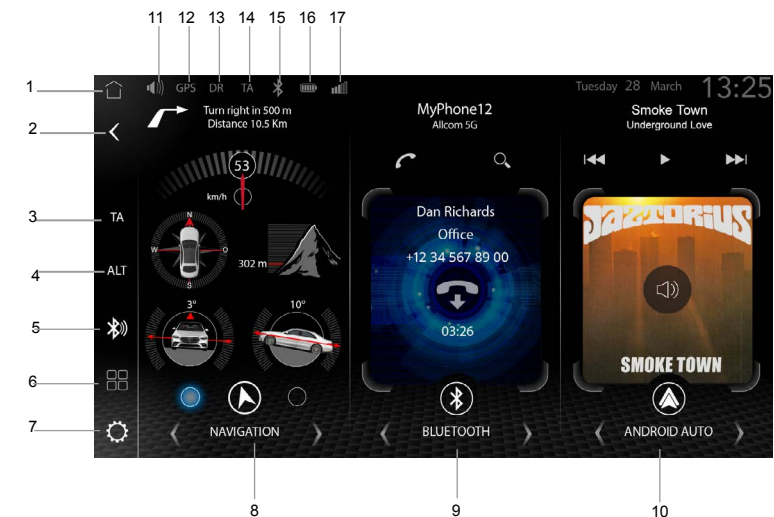 11 12 13 14 15 16 17
1
2
3
4
5
6
7
GPS DR TA
Tuesday 28 March 13:25
Turn right in 500 m
Distance 10.5 Km
53
km/h
N
W O
S
302 m
3°
10°
TA
ALT
NAVIGATION
MyPhone12
Allcom 5G
Dan Richards
Office
+12 34 567 89 00
03:26
BLUETOOTH
Smoke Town
Underground Love
JAZTORIUS
SMOKE TOWN
ANDROID AUTO
8 9 10